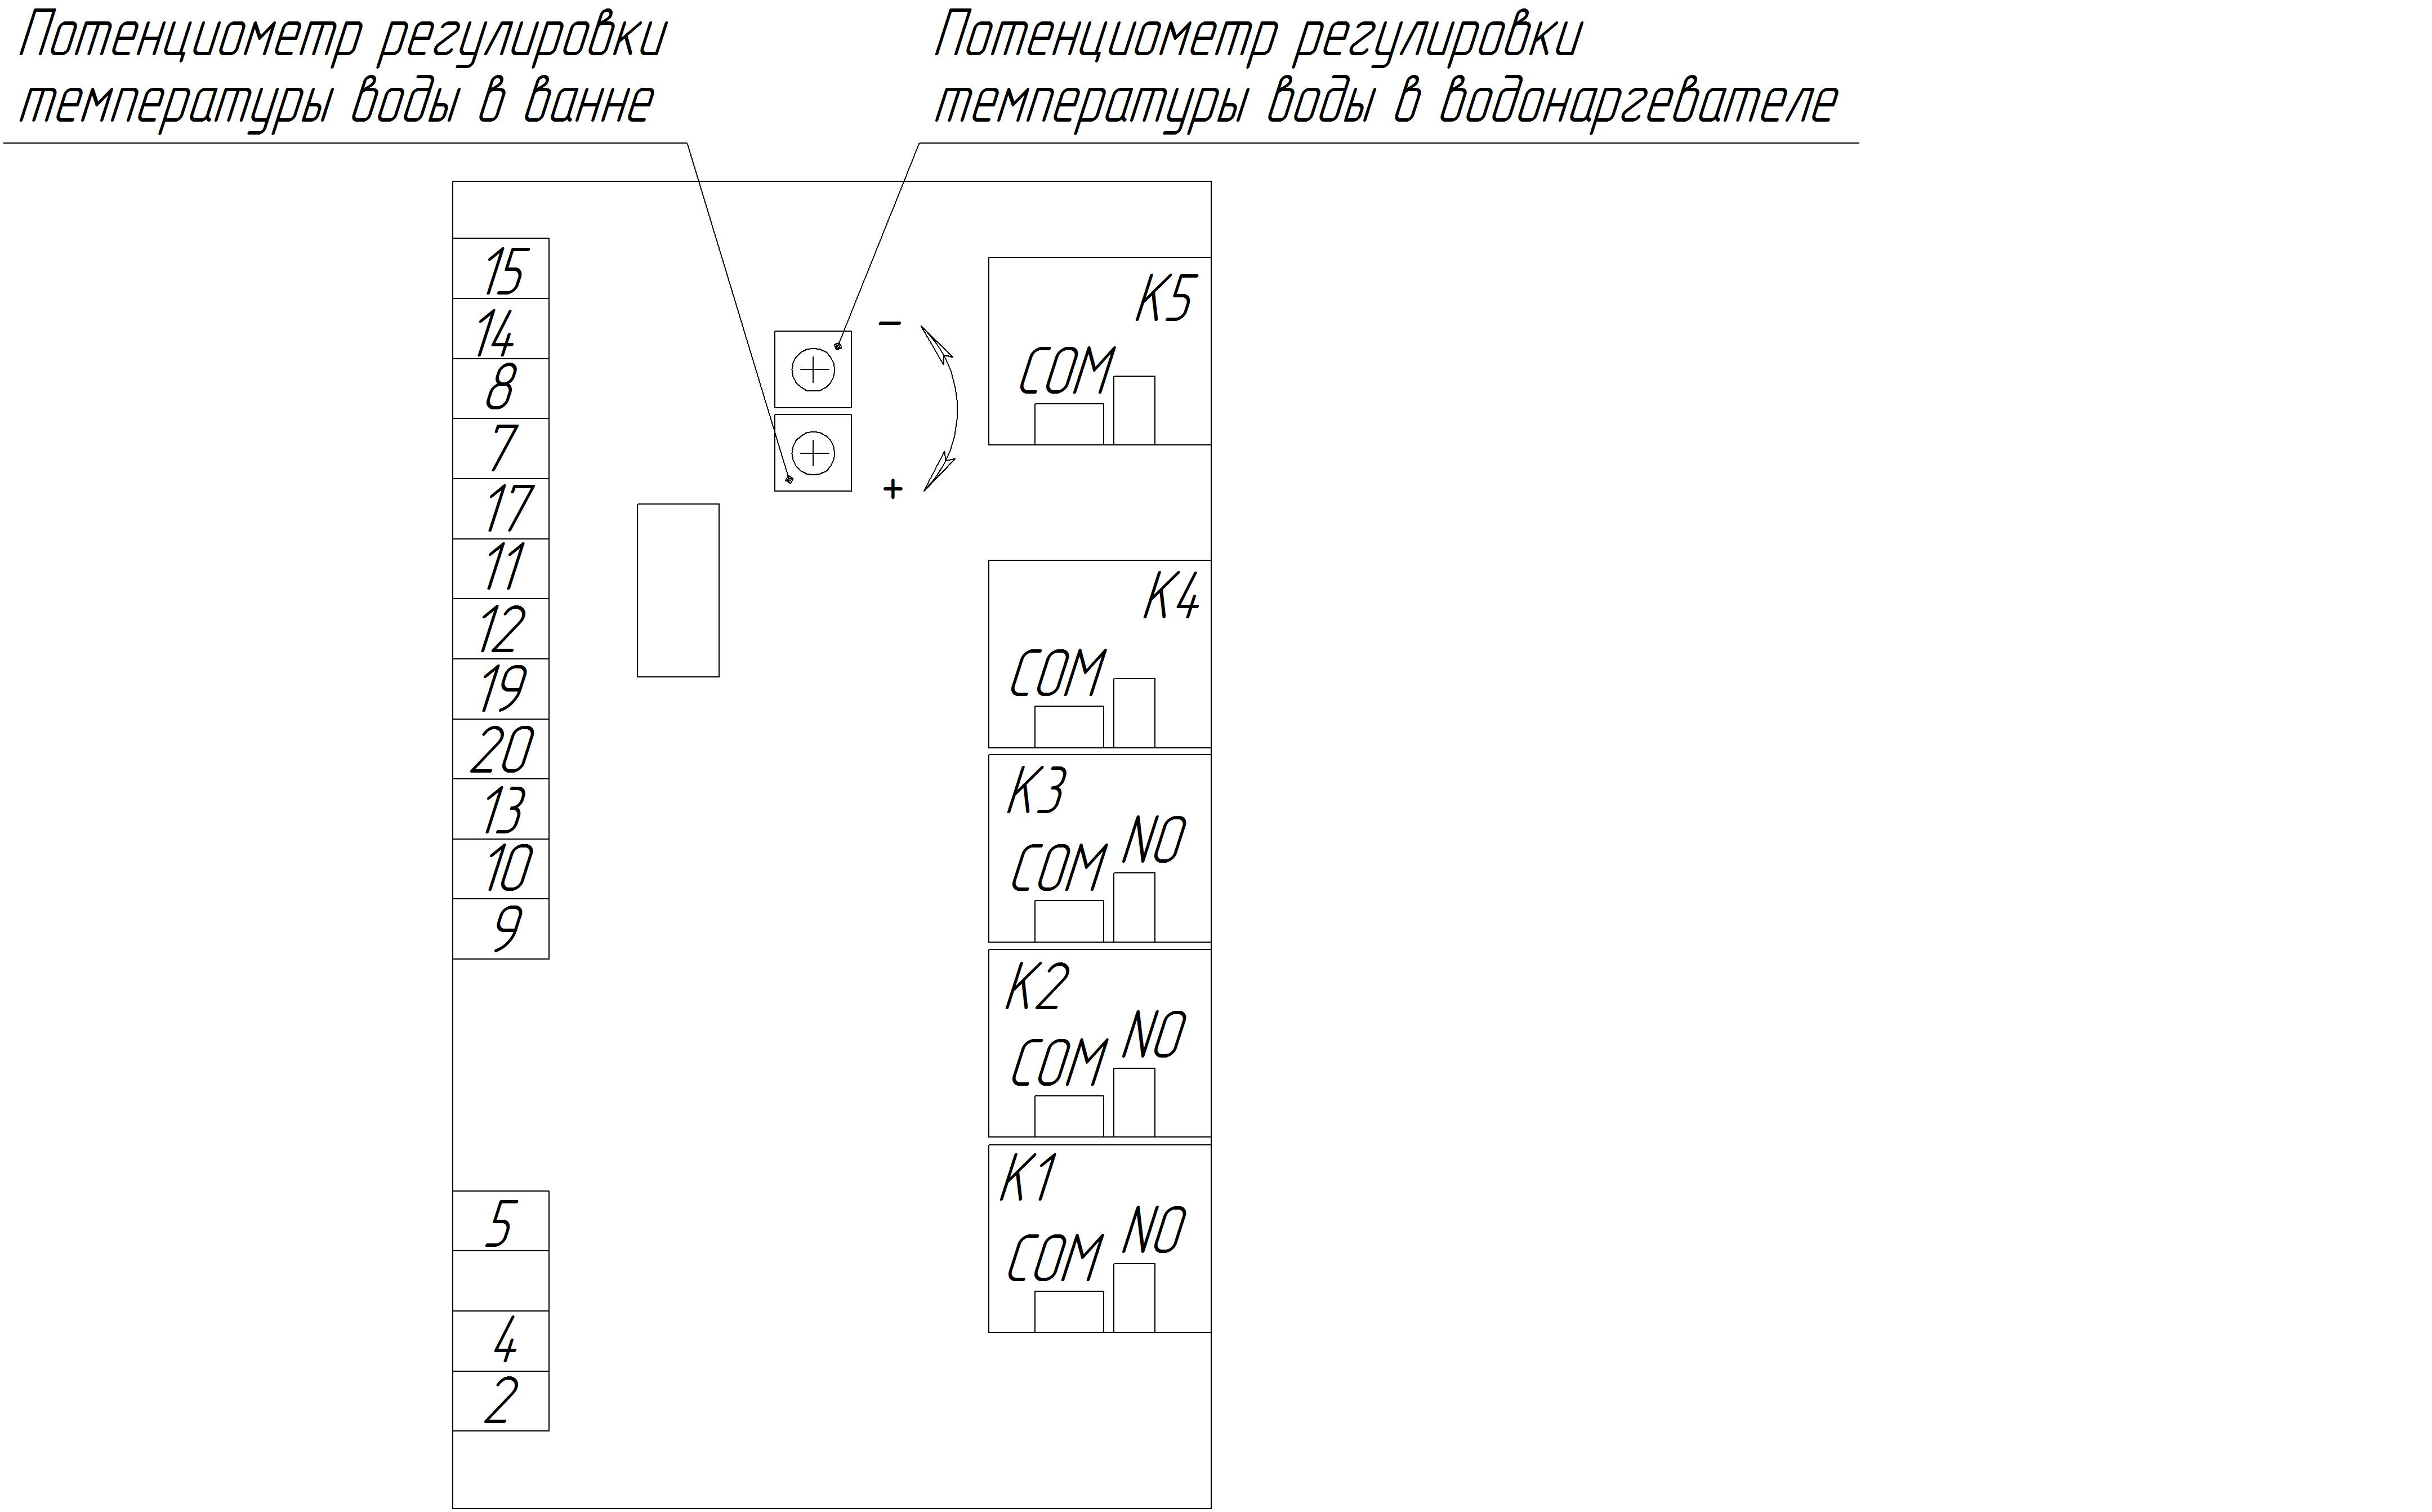 Потенциометр регулировки
температуры воды в ванне
Потенциометр регулировки
температуры воды в водонаргевателе
15
14
8
7
17
11
12
19
20
13
10
9
5
4
2
–
+
K5
COM
K4
COM
K3
NO
COM
K2
NO
COM
K1
NO
COM